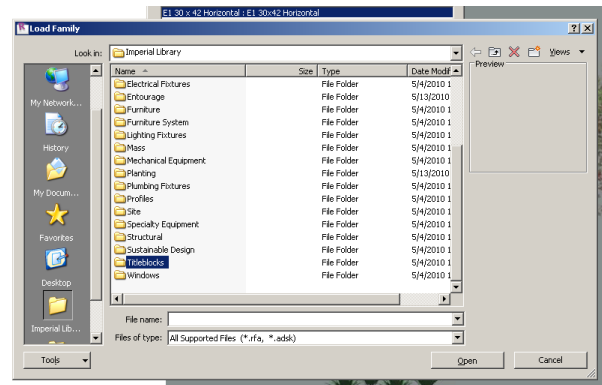 E1 30 x 42 Horizontal : E1 30x42 Horizontal
Load Family
Look in: Imperial Library
Views
Preview
Name Size Type Date Modif
Electrical Fixtures File Folder 5/4/2010 1
Entourage File Folder 5/13/2010
Furniture File Folder 5/4/2010 1
Furniture System File Folder 5/4/2010 1
Lighting Fixtures File Folder 5/4/2010 1
Mass File Folder 5/4/2010 1
Mechanical Equipment File Folder 5/4/2010 1
Planting File Folder 5/13/2010
Plumbing Fixtures File Folder 5/4/2010 1
Profiles File Folder 5/4/2010 1
Site File Folder 5/4/2010 1
Specialty Equipment File Folder 5/4/2010 1
Structural File Folder 5/4/2010 1
Sustainable Design File Folder 5/4/2010 1
Titleblocks File Folder 5/4/2010 1
Windows File Folder 5/4/2010 1
My Network...
History
My Docum...
Favorites
Desktop
Imperial Lib...
File name:
Files of type: All Supported Files (*.rfa, *.adsk)
Tools
Open
Cancel